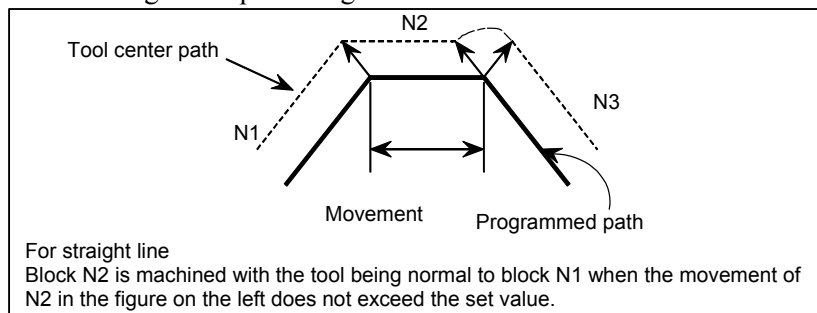 N2
Tool center path
N3
N1
Movement
Programmed path
For straight line
Block N2 is machined with the tool being normal to block N1 when the movement of
N2 in the figure on the left does not exceed the set value.